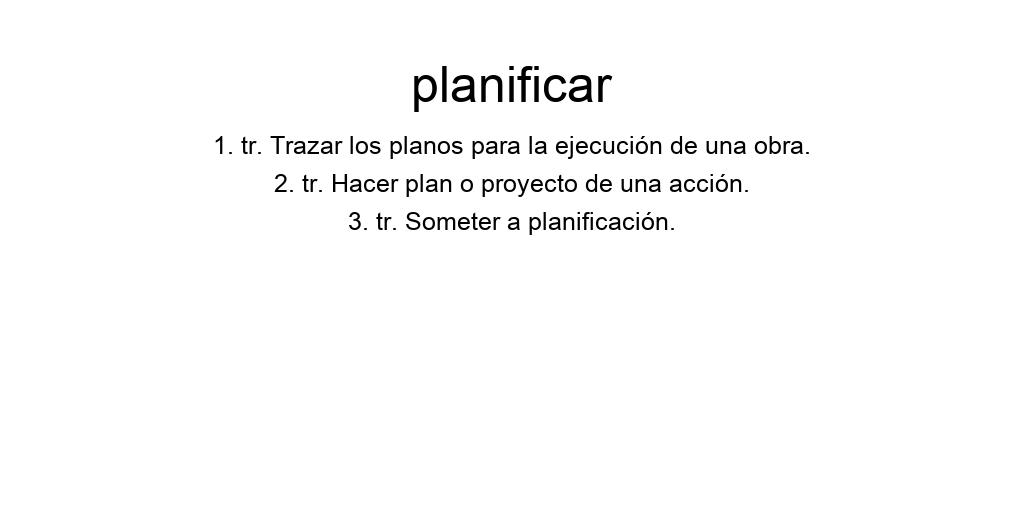 planificar
1. tr. Trazar los planos para la ejecución de una obra.
2. tr. Hacer plan o proyecto de una acción.
3. tr. Someter a planificación.